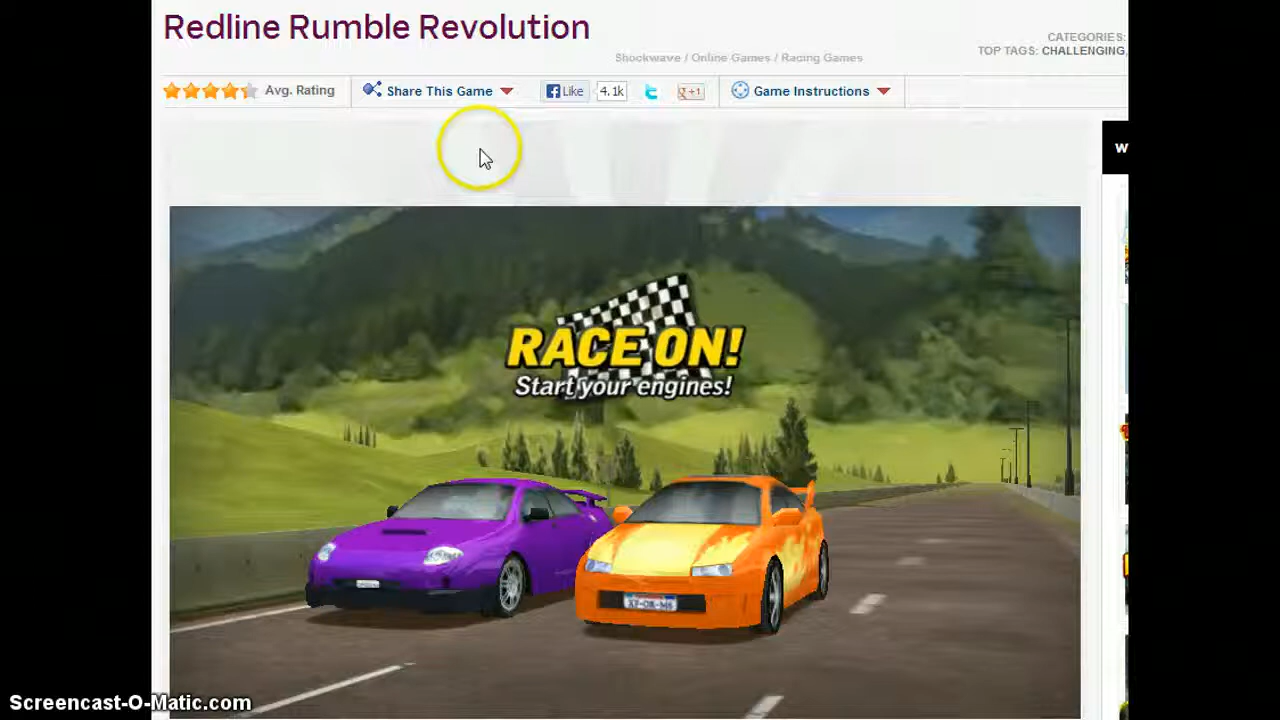 Redline Rumble Revolution
CATEGORIES:
Shockwave / Online Games / Racing Games
TOP TAGS: CHALLENGING,
Avg. Rating
Share This Game
Like
4.1k
+1
Game Instructions
W
RACE ON!
Start your engines!
Screencast-O-Matic.com